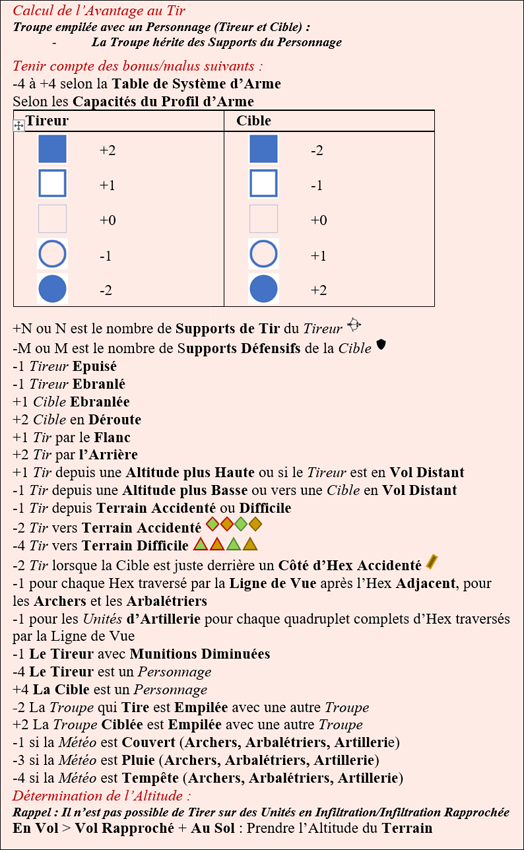 Calcul de l'Avantage au Tir
Troupe empilée avec un Personnage (Tireur et Cible) :
- La Troupe hérite des Supports du Personnage
Tenir compte des bonus/malus suivants :
-4 à +4 selon la Table de Système d'Arme
Selon les Capacités du Profil d'Arme
Tireur Cible
+2 -2
+1 -1
+0 +0
-1 +1
-2 +2
+N ou N est le nombre de Supports de Tir du Tireur
-M ou M est le nombre de Supports Défensifs de la Cible
-1 Tireur Epuisé
-1 Tireur Ebranlé
+1 Cible Ebranlée
+2 Cible en Déroute
+1 Tir par le Flanc
+2 Tir par l'Arrière
+1 Tir depuis une Altitude plus Haute ou si le Tireur est en Vol Distant
-1 Tir depuis une Altitude plus Basse ou vers une Cible en Vol Distant
-1 Tir depuis Terrain Accidenté ou Difficile
-2 Tir vers Terrain Accidenté
-4 Tir vers Terrain Difficile
-2 Tir lorsque la Cible est juste derrière un Côté d'Hex Accidenté
-1 pour chaque Hex traversé par la Ligne de Vue après l'Hex Adjacent, pour
les Archers et les Arbalétriers
-1 pour les Unités d'Artillerie pour chaque quadruplet complets d'Hex traversés
par la Ligne de Vue
-1 Le Tireur avec Munitions Diminuées
-4 Le Tireur est un Personnage
+4 La Cible est un Personnage
-2 La Troupe qui Tire est Empilée avec une autre Troupe
+2 La Troupe Ciblée est Empilée avec une autre Troupe
-1 si la Météo est Couvert (Archers, Arbalétriers, Artillerie)
-3 si la Météo est Pluie (Archers, Arbalétriers, Artillerie)
-4 si la Météo est Tempête (Archers, Arbalétriers, Artillerie)
Détermination de l'Altitude :
Rappel : Il n'est pas possible de Tirer sur des Unités en Infiltration/Infiltration Rapprochée
En Vol > Vol Rapproché + Au Sol : Prendre l'Altitude du Terrain